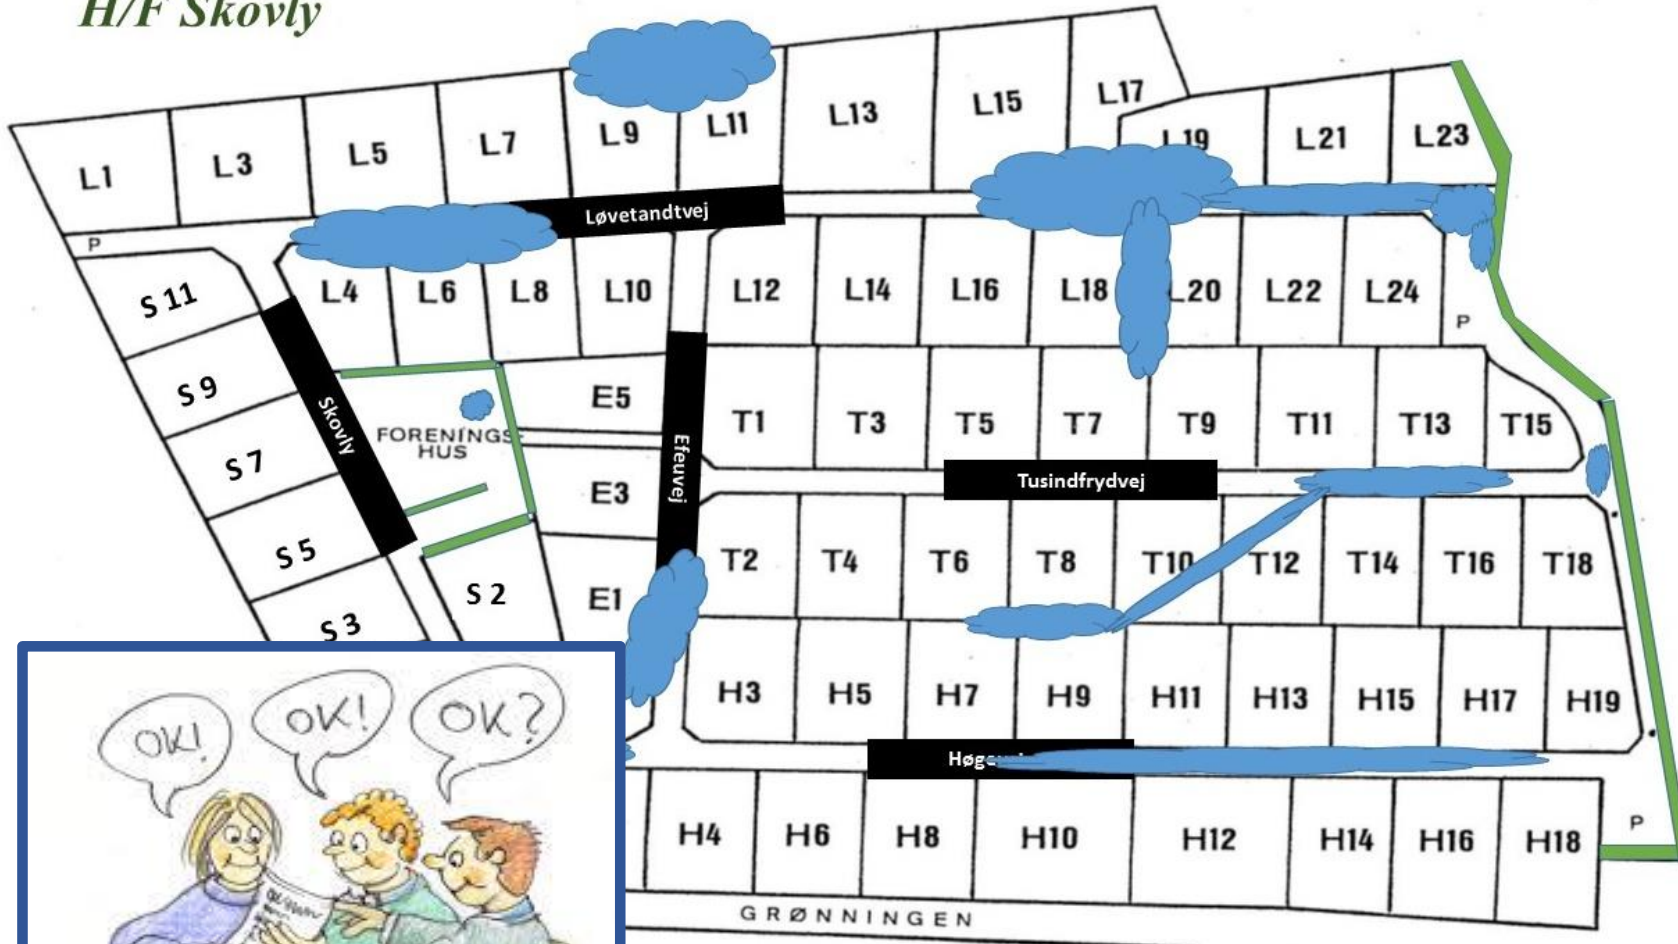 H/F Skovly
L1
L3
L5
L7
L9
L11
L13
L15
L17
L19
L21
L23
Løvetandtvej
P
S 11
L4
L6
L8
L10
L12
L14
L16
L18
L20
L22
L24
P
S 9
Skovly
FORENINGS-
HUS
E5
Efeuvej
T1
T3
T5
T7
T9
T11
T13
T15
S 7
E3
Tusindfrydvej
S 5
S 2
E1
T2
T4
T6
T8
T10
T12
T14
T16
T18
S 3
H3
H5
H7
H9
H11
H13
H15
H17
H19
H4
H6
H8
H10
H12
H14
H16
H18
P
GRØNNINGEN
OK!
OK!
OK?